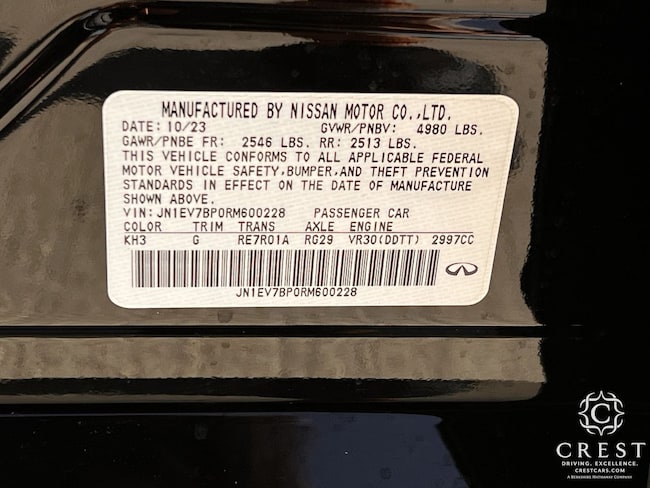 MANUFACTURED BY NISSAN MOTOR CO.,LTD.
DATE: 10/23 GVWR/PNBV: 4980 LBS.
GAWR/PNBE FR: 2546 LBS. RR: 2513 LBS.
THIS VEHICLE CONFORMS TO ALL APPLICABLE FEDERAL
MOTOR VEHICLE SAFETY,BUMPER,AND THEFT PREVENTION
STANDARDS IN EFFECT ON THE DATE OF MANUFACTURE
SHOWN ABOVE.
VIN:JN1EV7BP0RM600228 PASSENGER CAR
COLOR TRIM TRANS AXLE ENGINE
KH3 G RE7R01A RG29 VR30(DDTT) 2997CC
JN1EV7BP0RM600228
C
CREST
DRIVING. EXCELLENCE.
CRESTCARS.COM
A BERKSHIRE HATHAWAY COMPANY